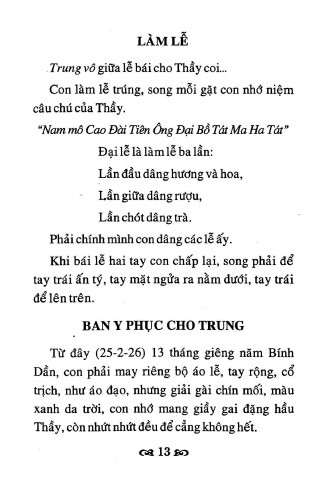 LÀM LỄ
Trung vô giữa lễ bái cho Thầy coi...
Con làm lễ trúng, song mỗi gật con nhớ niệm
câu chú của Thầy.
“Nam mô Cao Đài Tiên Ông Đại Bồ Tát Ma Ha Tát”
Đại lễ là làm lễ ba lần:
Lần đầu dâng hương và hoa,
Lần giữa dâng rượu,
Lần chót dâng trà.
Phải chính mình con dâng các lễ ấy.
Khi bái lễ hai tay con chấp lại, song phải để
tay trái ấn tý, tay mặt ngửa ra nằm dưới, tay trái
để lên trên.
BAN Y PHỤC CHO TRUNG
Từ đây (25-2-26) 13 tháng giêng năm Bính
Dần, con phải may riêng bộ áo lễ, tay rộng, cổ
trịch, như áo đạo, nhưng giải gài chín mối, màu
xanh da trời, con nhớ mang giầy gai đặng hầu
Thầy, còn nhứt nhứt đều để cẳng không hết.
13